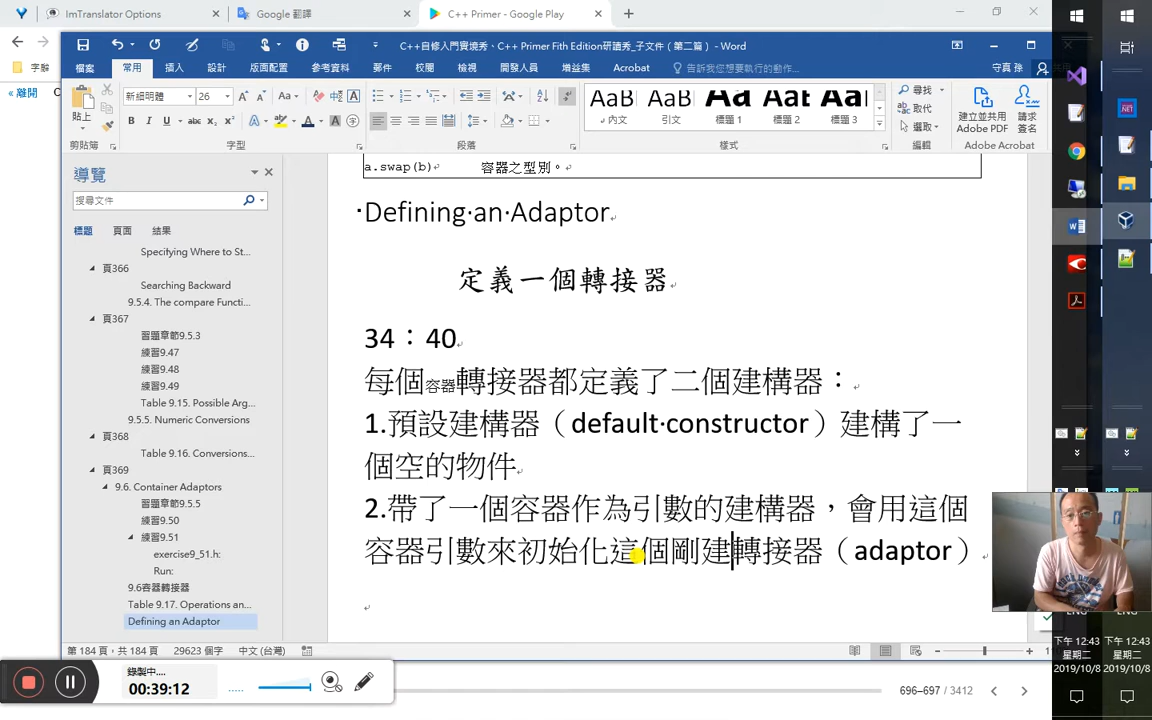 ImTranslator Options
Google 翻譯
C++ Primer - Google Play
C++自修入門實境秀、C++ Primer Fith Edition研讀秀_子文件（第二篇） - Word
檔案 常用 插入 設計 版面配置 參考資料 郵件 校閱 檢視 開發人員 增益集 Acrobat 告訴我您想要執行的動作... 守真 孫
字辭
« 離開
貼上
新細明體 26
AaB AaB Aa Aat Aal
內文 引文 標題 1 標題 2 標題 3
尋找
取代
選取
建立並共用
Adobe PDF
請求
簽名
剪貼簿 字型 段落 樣式 編輯 Adobe Acrobat
導覽
搜尋文件
標題 頁面 結果
Specifying Where to St...
頁366
Searching Backward
9.5.4. The compare Functi...
頁367
習題章節9.5.3
練習9.47
練習9.48
練習9.49
Table 9.15. Possible Arg...
9.5.5. Numeric Conversions
頁368
Table 9.16. Conversions...
頁369
9.6. Container Adaptors
習題章節9.5.5
練習9.50
練習9.51
exercise9_51.h:
Run:
9.6容器轉接器
Table 9.17. Operations an...
Defining an Adaptor
a.swap(b) 容器之型別。
Defining·an·Adaptor
定義一個轉接器
34：40
每個容器轉接器都定義了二個建構器：
1.預設建構器（default·constructor）建構了一
個空的物件
2.帶了一個容器作為引數的建構器，會用這個
容器引數來初始化這個剛建轉接器（adaptor）
第 184 頁，共 184 頁 29623 個字 中文 (台灣)
錄製中....
00:39:12
696–697 / 3412
下午 12:43
星期二
2019/10/8
下午 12:43
星期二
2019/10/8